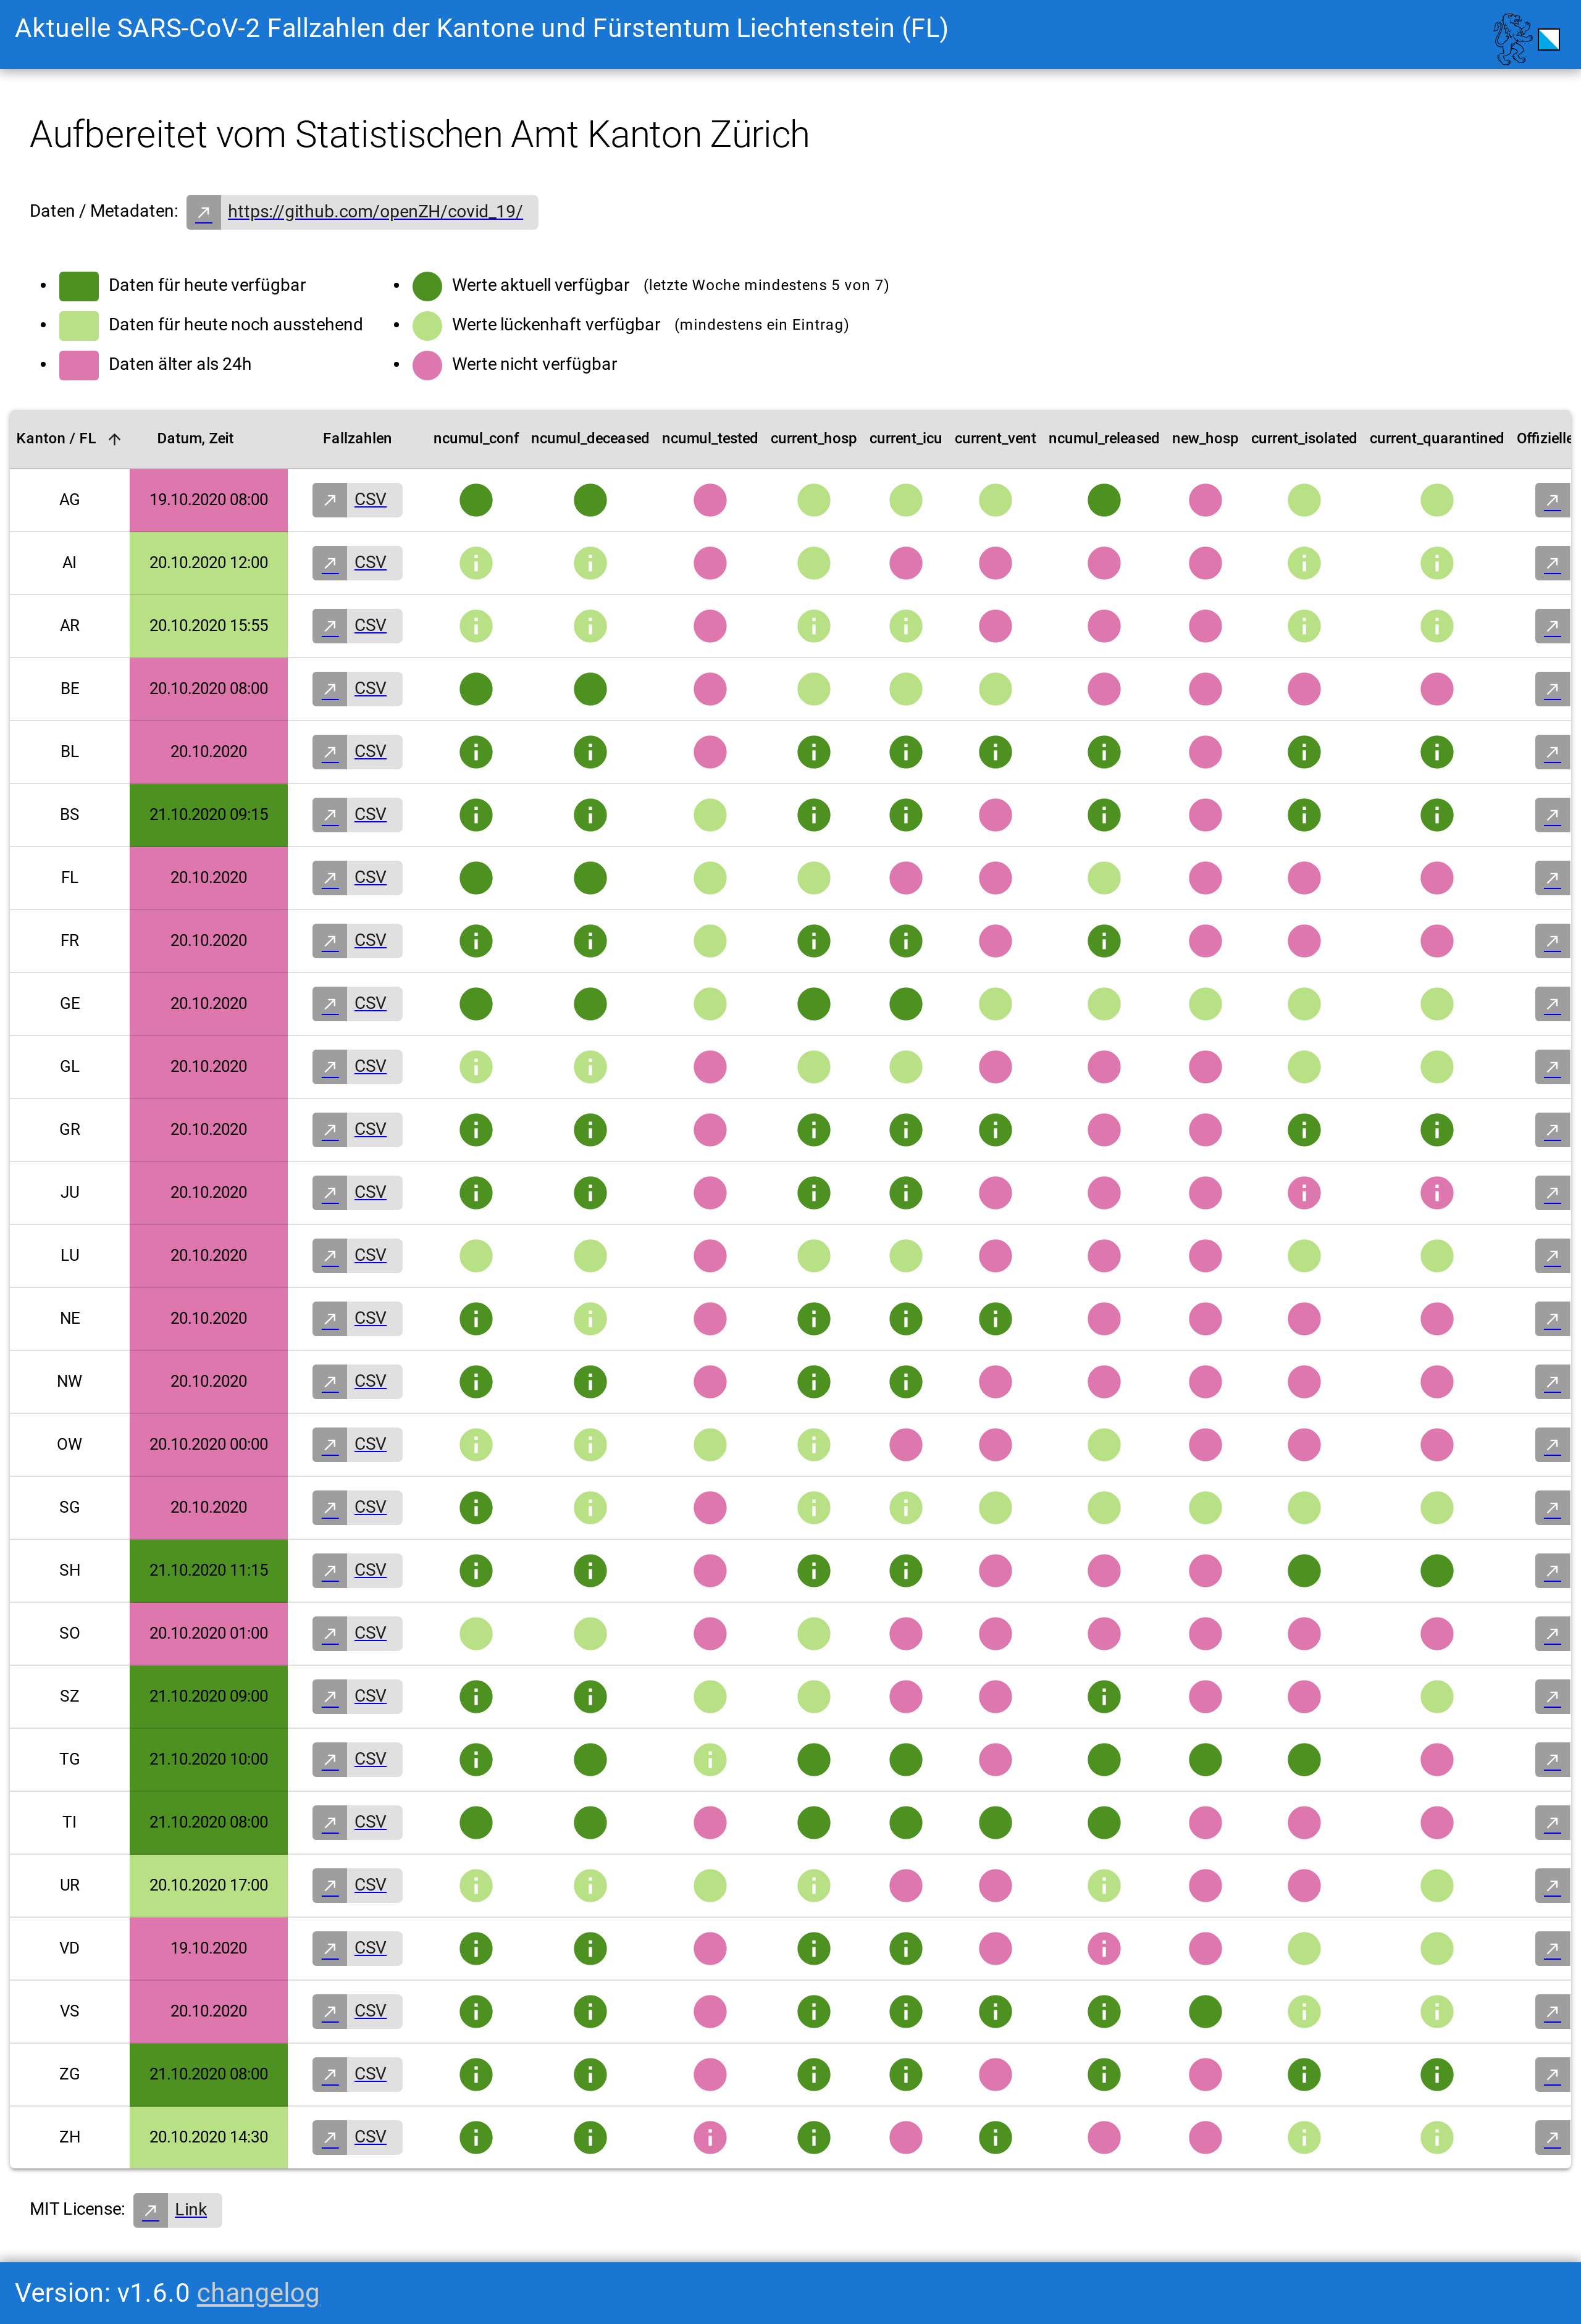 Aktuelle SARS-CoV-2 Fallzahlen der Kantone und Fürstentum Liechtenstein (FL)
Aufbereitet vom Statistischen Amt Kanton Zürich
Daten / Metadaten: https://github.com/openZH/covid_19/
Daten für heute verfügbar
Daten für heute noch ausstehend
Daten älter als 24h
Werte aktuell verfügbar (letzte Woche mindestens 5 von 7)
Werte lückenhaft verfügbar (mindestens ein Eintrag)
Werte nicht verfügbar
Kanton / FL Datum, Zeit Fallzahlen ncumul_conf ncumul_deceased ncumul_tested current_hosp current_icu current_vent ncumul_released new_hosp current_isolated current_quarantined Offizielle
AG 19.10.2020 08:00 CSV
AI 20.10.2020 12:00 CSV
AR 20.10.2020 15:55 CSV
BE 20.10.2020 08:00 CSV
BL 20.10.2020 CSV
BS 21.10.2020 09:15 CSV
FL 20.10.2020 CSV
FR 20.10.2020 CSV
GE 20.10.2020 CSV
GL 20.10.2020 CSV
GR 20.10.2020 CSV
JU 20.10.2020 CSV
LU 20.10.2020 CSV
NE 20.10.2020 CSV
NW 20.10.2020 CSV
OW 20.10.2020 00:00 CSV
SG 20.10.2020 CSV
SH 21.10.2020 11:15 CSV
SO 20.10.2020 01:00 CSV
SZ 21.10.2020 09:00 CSV
TG 21.10.2020 10:00 CSV
TI 21.10.2020 08:00 CSV
UR 20.10.2020 17:00 CSV
VD 19.10.2020 CSV
VS 20.10.2020 CSV
ZG 21.10.2020 08:00 CSV
ZH 20.10.2020 14:30 CSV
MIT License: Link
Version: v1.6.0 changelog